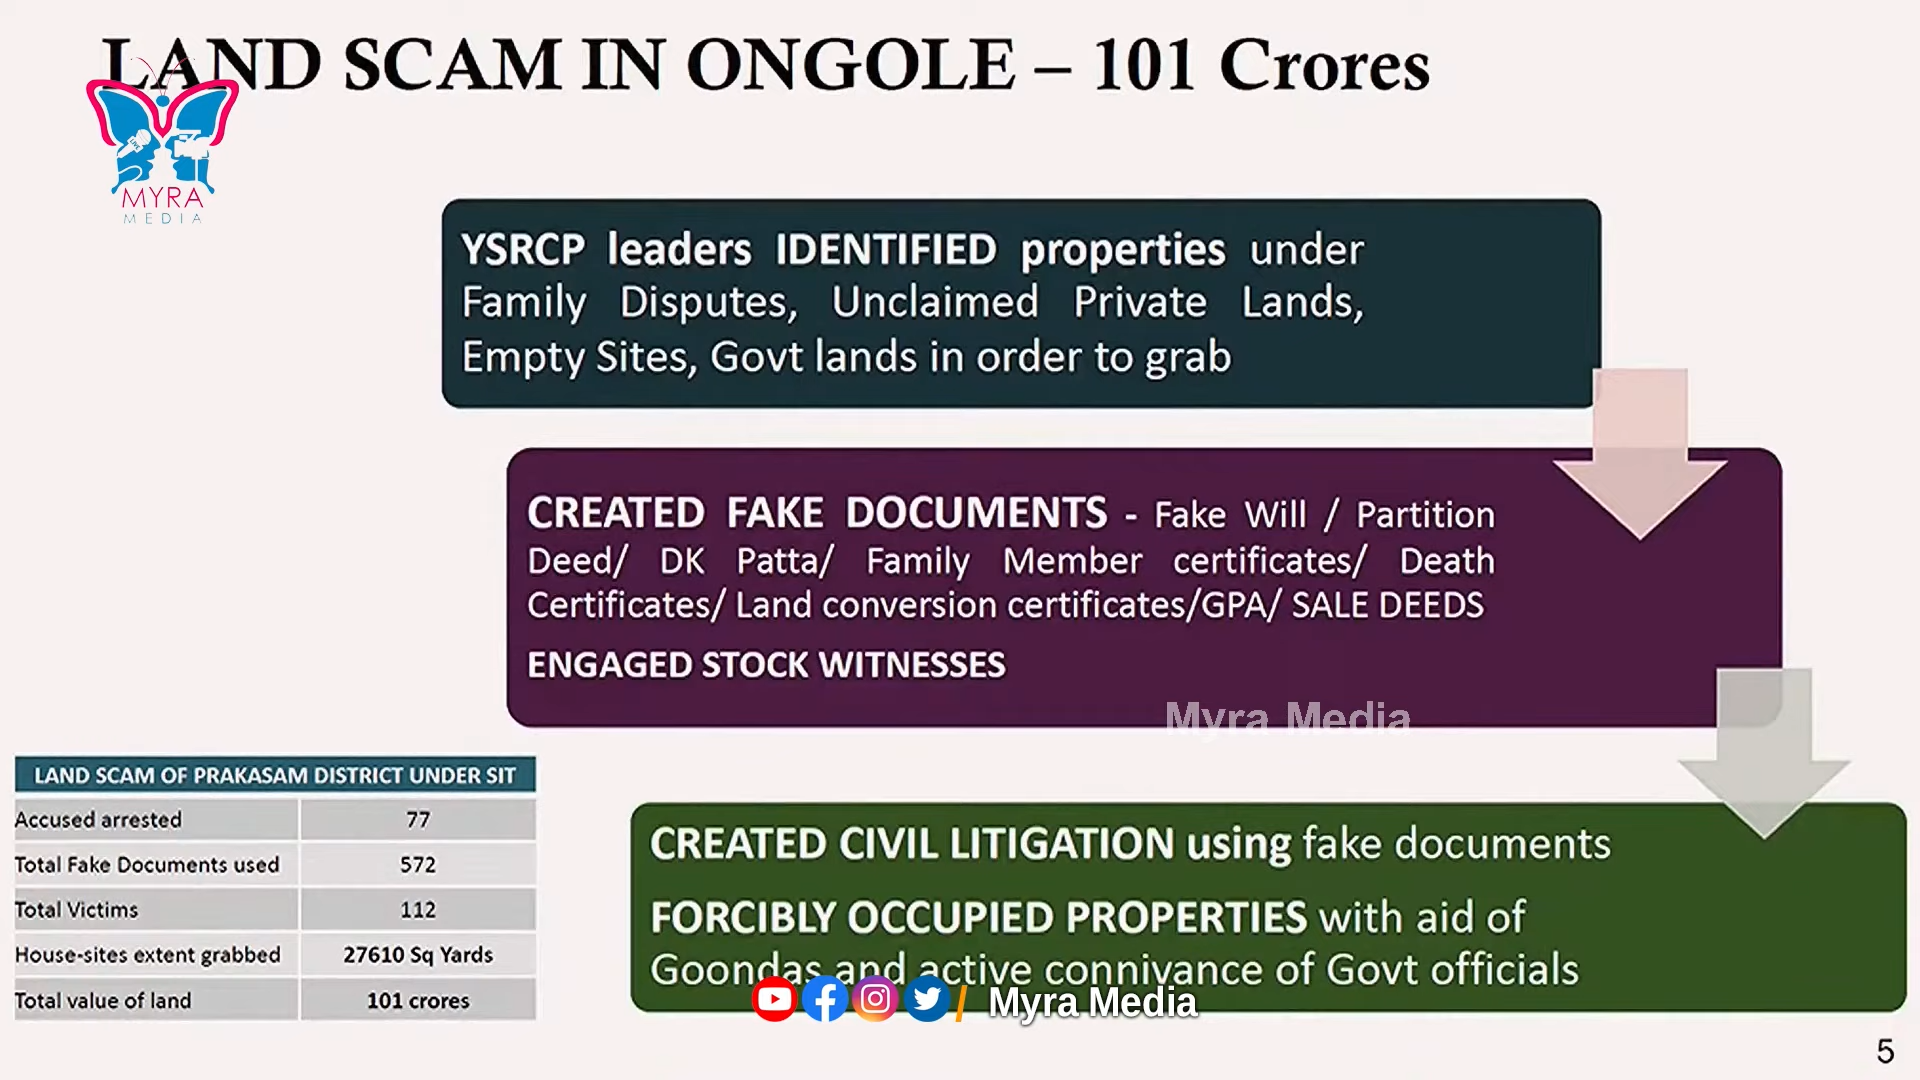 LAND SCAM IN ONGOLE – 101 Crores
MYRA
MEDIA
YSRCP leaders IDENTIFIED properties under
Family Disputes, Unclaimed Private Lands,
Empty Sites, Govt lands in order to grab
CREATED FAKE DOCUMENTS - Fake Will / Partition
Deed/ DK Patta/ Family Member certificates/ Death
Certificates/ Land conversion certificates/GPA/ SALE DEEDS
ENGAGED STOCK WITNESSES
Myra Media
LAND SCAM OF PRAKASAM DISTRICT UNDER SIT
Accused arrested 77
Total Fake Documents used 572
Total Victims 112
House-sites extent grabbed 27610 Sq Yards
Total value of land 101 crores
CREATED CIVIL LITIGATION using fake documents
FORCIBLY OCCUPIED PROPERTIES with aid of
Goondas and active connivance of Govt officials
/ Myra Media
5